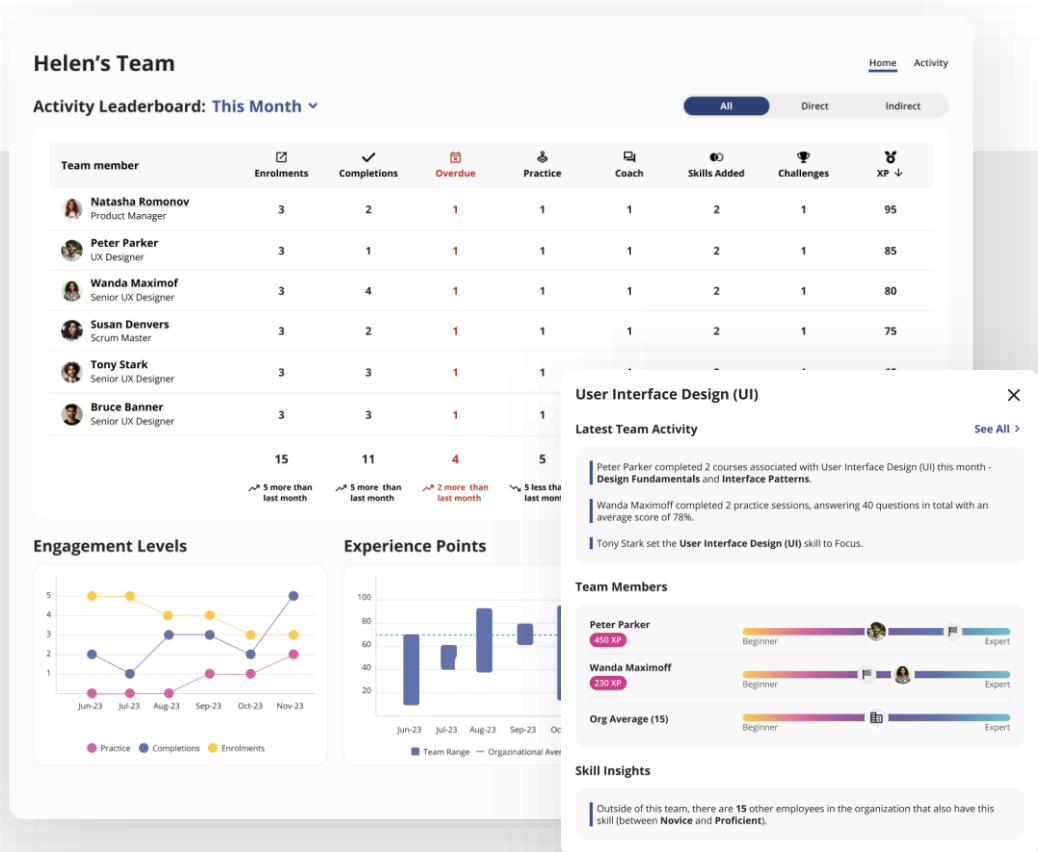 Helen's Team
Home Activity
Activity Leaderboard: This Month
All Direct Indirect
Team member Enrolments Completions Overdue Practice Coach Skills Added Challenges XP
Natasha Romonov
Product Manager
3 2 1 1 1 2 1 95
Peter Parker
UX Designer
3 1 1 1 1 2 1 85
Wanda Maximof
Senior UX Designer
3 4 1 1 1 2 1 80
Susan Denvers
Scrum Master
3 2 1 1 1 2 1 75
Tony Stark
Senior UX Designer
3 3 1 1
Bruce Banner
Senior UX Designer
3 3 1 1
15 11 4 5
5 more than
last month
5 more than
last month
2 more than
last month
5 less tha
last mon
Engagement Levels
5
4
3
2
1
Jun-23 Jul-23 Aug-23 Sep-23 Oct-23 Nov-23
Practice Completions Enrolments
Experience Points
100
80
60
40
20
Jun-23 Jul-23 Aug-23 Sep-23 Oc
Team Range Orgazinational Aver
User Interface Design (UI)
Latest Team Activity See All
Peter Parker completed 2 courses associated with User Interface Design (UI) this month -
Design Fundamentals and Interface Patterns.
Wanda Maximoff completed 2 practice sessions, answering 40 questions in total with an
average score of 78%.
Tony Stark set the User Interface Design (UI) skill to Focus.
Team Members
Peter Parker
450 XP
Beginner Expert
Wanda Maximoff
230 XP
Beginner Expert
Org Average (15)
Beginner Expert
Skill Insights
Outside of this team, there are 15 other employees in the organization that also have this
skill (between Novice and Proficient).